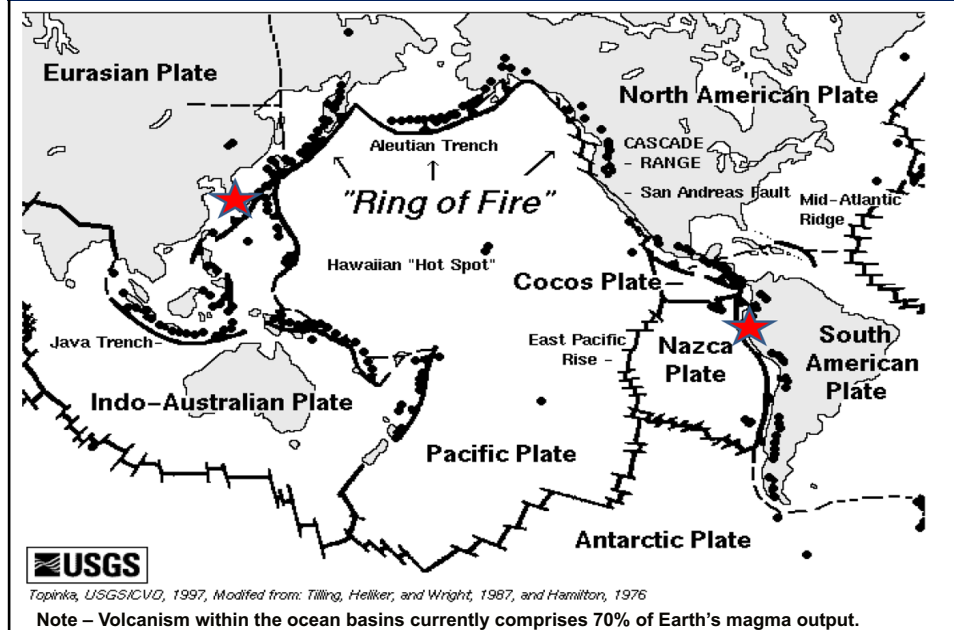 Eurasian Plate
North American Plate
Aleutian Trench
CASCADE
- RANGE
- San Andreas Fault
"Ring of Fire"
Mid-Atlantic
Ridge
Hawaiian "Hot Spot"
Cocos Plate
Java Trench
East Pacific
Rise -
Nazca
Plate
South
American
Plate
Indo-Australian Plate
Pacific Plate
Antarctic Plate
USGS
Topinka, USGS/CVO, 1997, Modifed from: Tilling, Heliker, and Wright, 1987, and Hamilton, 1976
Note – Volcanism within the ocean basins currently comprises 70% of Earth's magma output.